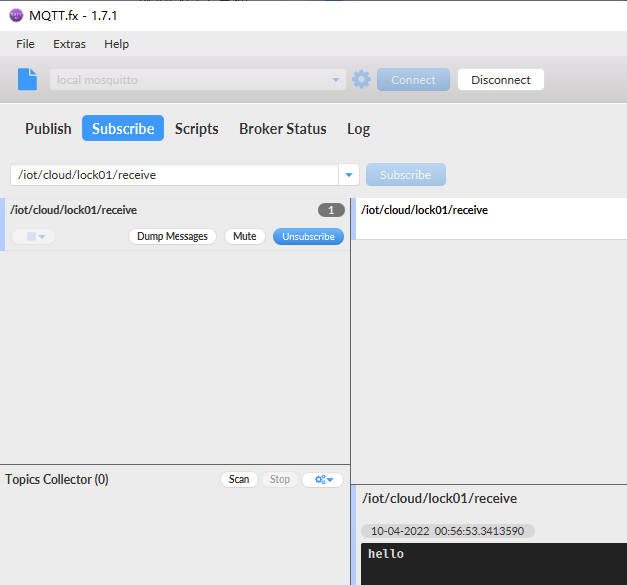 MQTT.fx - 1.7.1
File Extras Help
local mosquitto Connect Disconnect
Publish Subscribe Scripts Broker Status Log
/iot/cloud/lock01/receive Subscribe
/iot/cloud/lock01/receive 1
Dump Messages Mute Unsubscribe
/iot/cloud/lock01/receive
Topics Collector (0) Scan Stop
/iot/cloud/lock01/receive
10-04-2022 00:56:53.3413590
hello